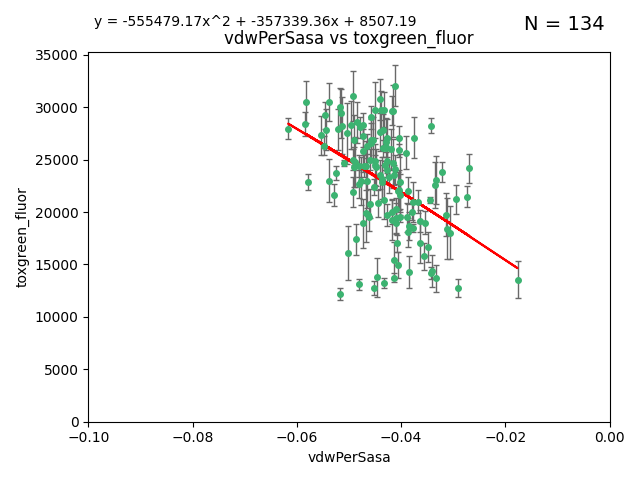 y = -555479.17x^2 + -357339.36x + 8507.19
N = 134
vdwPerSasa vs toxgreen_fluor
35000
30000
25000
20000
15000
10000
5000
0
toxgreen_fluor
−0.10
−0.08
−0.06
−0.04
−0.02
0.00
vdwPerSasa